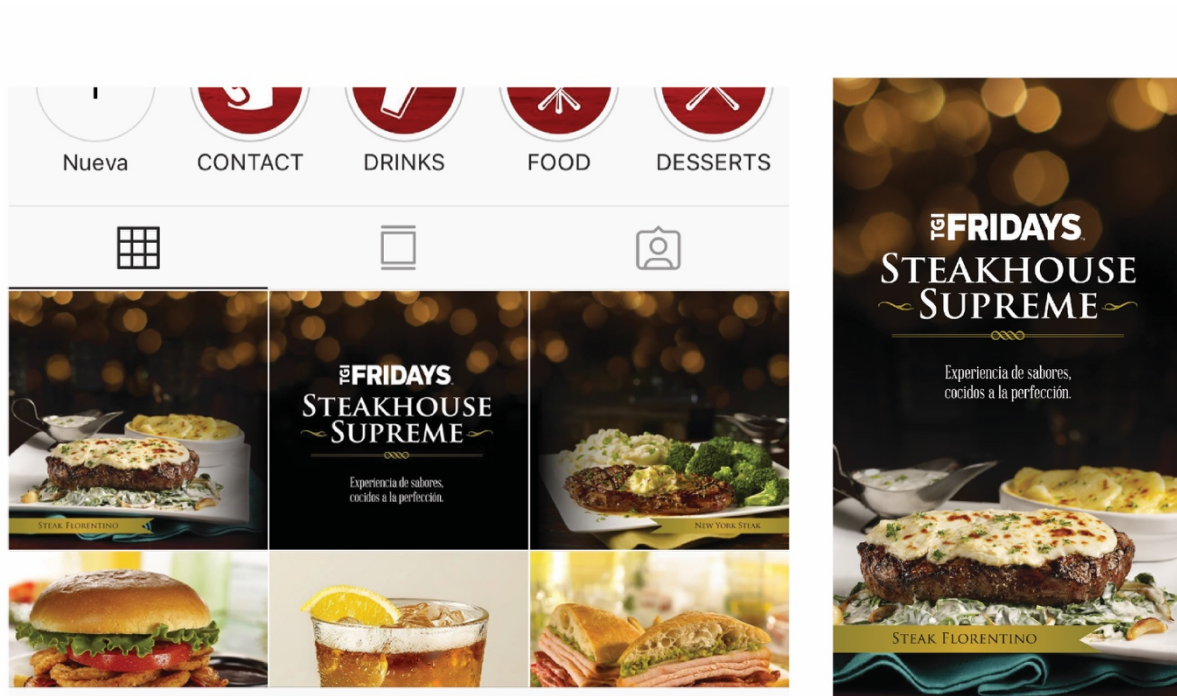 Nueva
CONTACT
DRINKS
FOOD
DESSERTS
STEAK FLORENTINO
TGI FRIDAYS
STEAKHOUSE
SUPREME
Experiencia de sabores,
cocidos a la perfección.
NEW YORK STEAK
TGI FRIDAYS
STEAKHOUSE
SUPREME
Experiencia de sabores,
cocidos a la perfección.
STEAK FLORENTINO